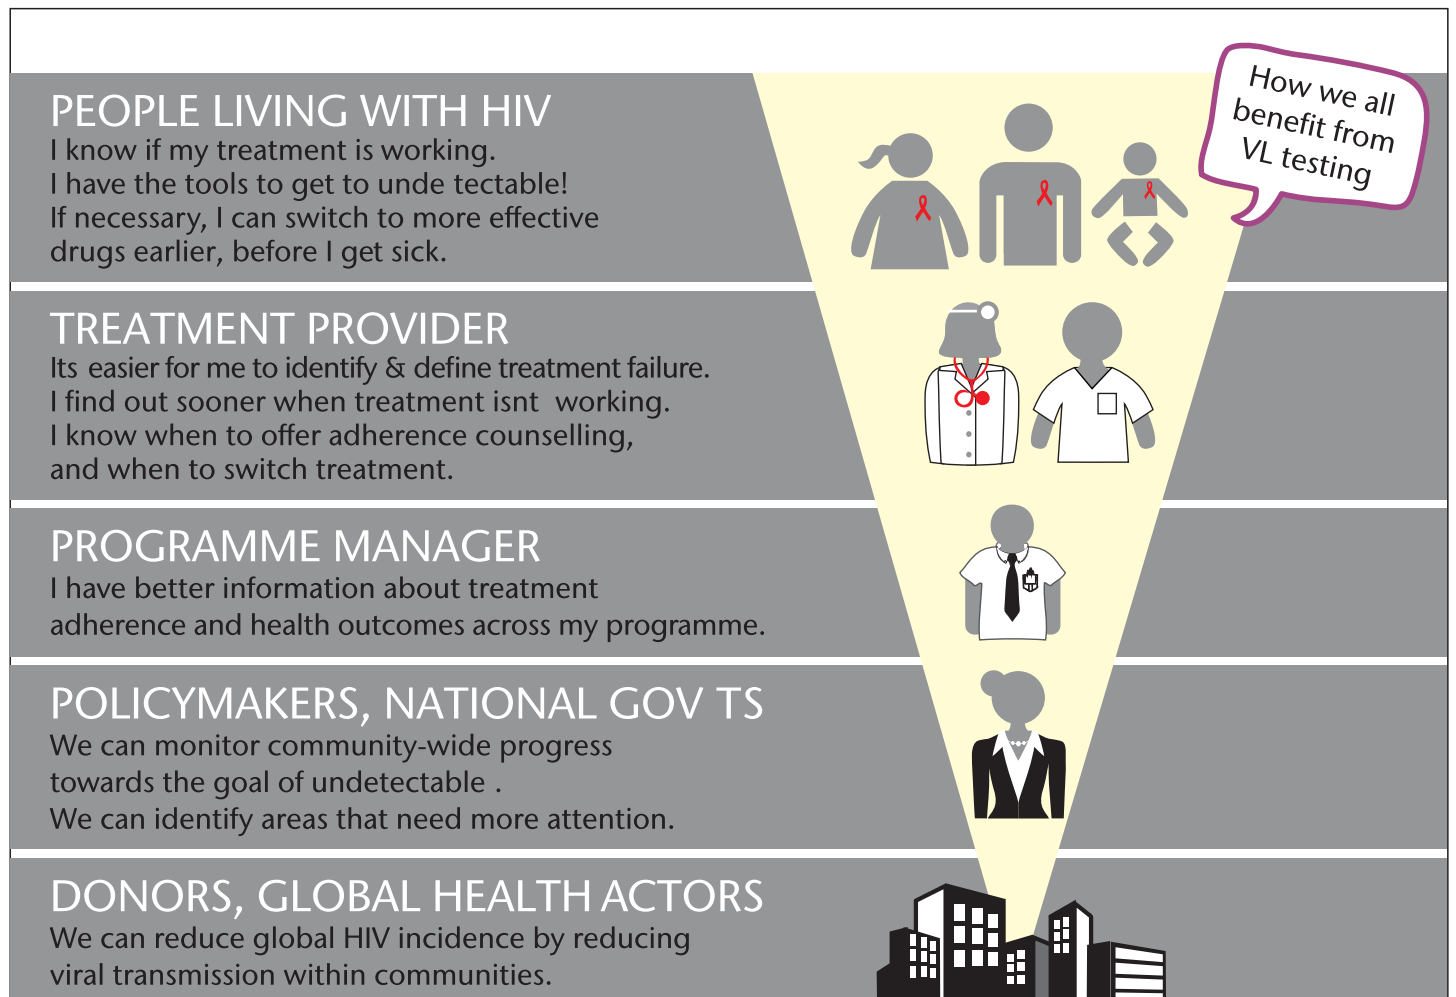 How we all
benefit from
VL testing
PEOPLE LIVING WITH HIV
I know if my treatment is working.
I have the tools to get to unde tectable!
If necessary, I can switch to more effective
drugs earlier, before I get sick.
TREATMENT PROVIDER
Its easier for me to identify & define treatment failure.
I find out sooner when treatment isnt working.
I know when to offer adherence counselling,
and when to switch treatment.
PROGRAMME MANAGER
I have better information about treatment
adherence and health outcomes across my programme.
POLICYMAKERS, NATIONAL GOV TS
We can monitor community-wide progress
towards the goal of undetectable .
We can identify areas that need more attention.
DONORS, GLOBAL HEALTH ACTORS
We can reduce global HIV incidence by reducing
viral transmission within communities.